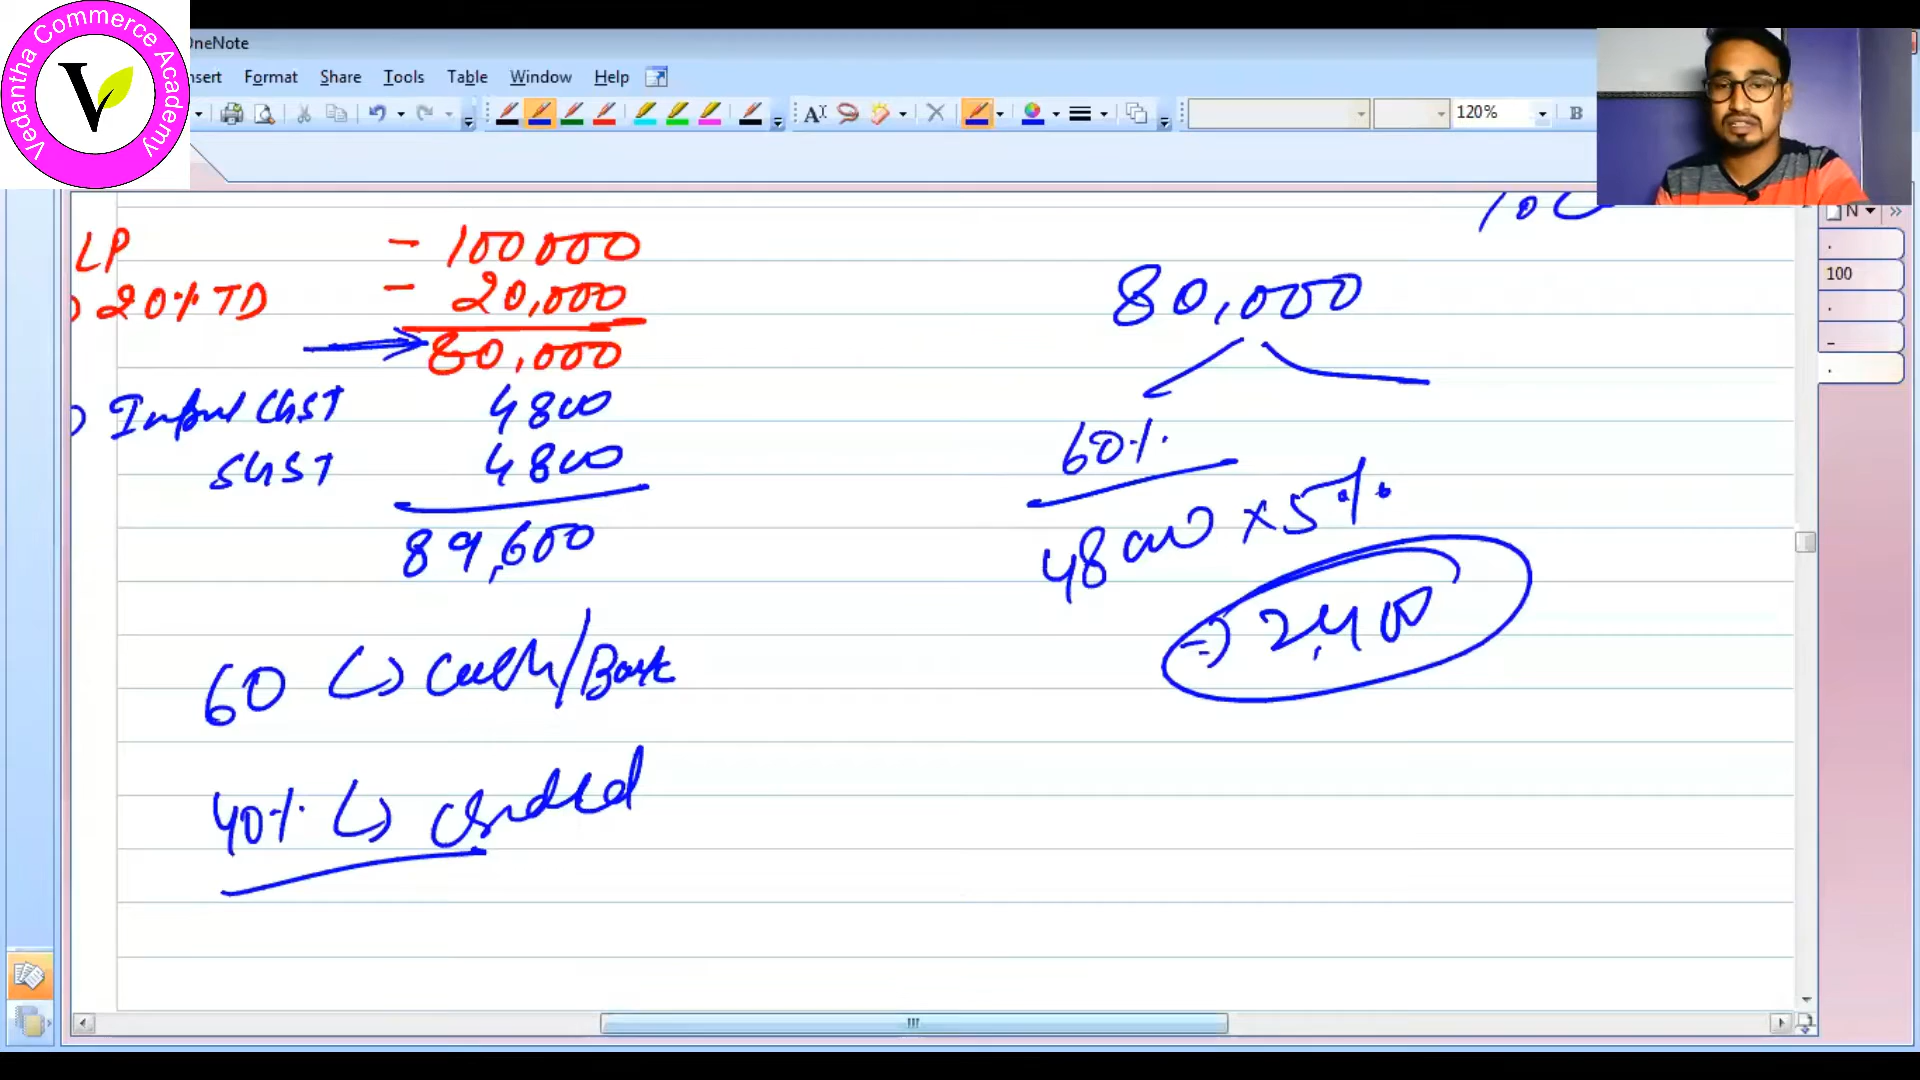 Vedantha Commerce Academy
V
OneNote
nsert Format Share Tools Table Window Help
120% B
N
100
LP - 100000
20% TD - 20,000
80,000
Input CGST 4800
SGST 4800
89,600
60 Cash/Bank
40% Credited
80,000
60%
48000 x 5%
=) 2,400